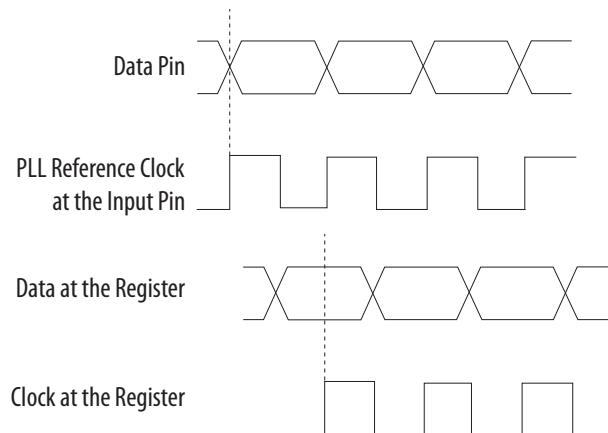 Data Pin
PLL Reference Clock
at the Input Pin
Data at the Register
Clock at the Register